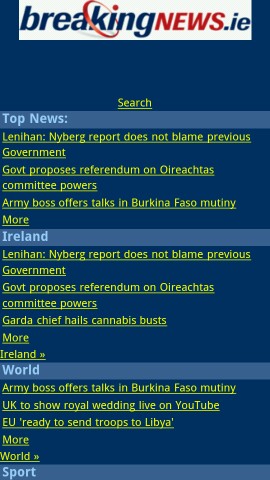 breakingNEWS.ie
Search
Top News:
Lenihan: Nyberg report does not blame previous
Government
Govt proposes referendum on Oireachtas
committee powers
Army boss offers talks in Burkina Faso mutiny
More
Ireland
Lenihan: Nyberg report does not blame previous
Government
Govt proposes referendum on Oireachtas
committee powers
Garda chief hails cannabis busts
More
Ireland »
World
Army boss offers talks in Burkina Faso mutiny
UK to show royal wedding live on YouTube
EU 'ready to send troops to Libya'
More
World »
Sport